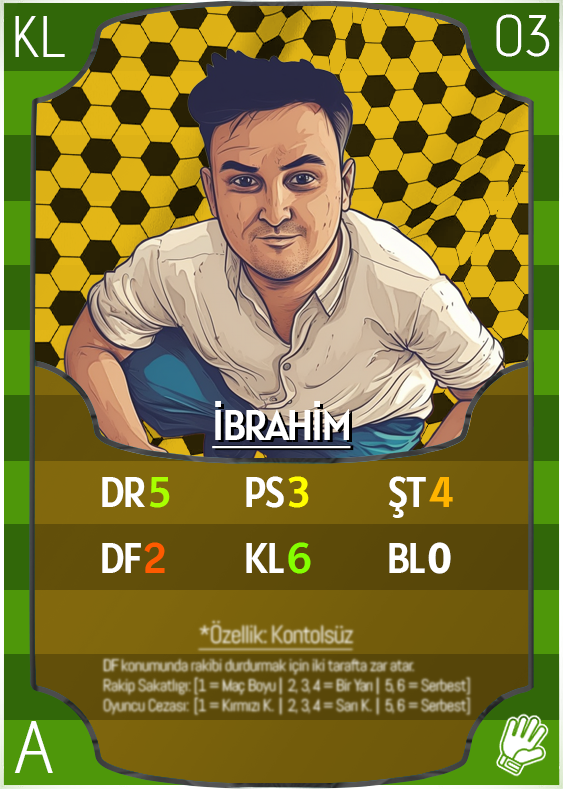 KL 03
İBRAHİM
DR5 PS3 ŞT4
DF2 KL6 BL0
*Özellik: Kontolsüz
DF konumunda rakibi durdurmak için iki tarafta zar atar.
Rakip Sakatlıgı: [1 = Maç Boyu | 2, 3, 4 = Bir Yarı | 5, 6 = Serbest]
Oyuncu Cezası: [1 = Kırmızı K. | 2, 3, 4 = Sarı K. | 5, 6 = Serbest]
A